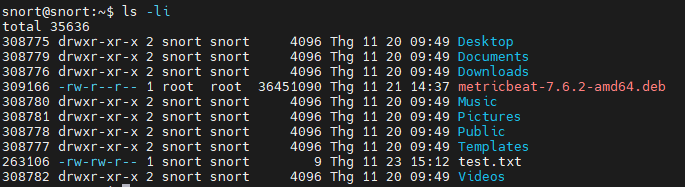 snort@snort:~$ ls -li
total 35636
308775 drwxr-xr-x 2 snort snort     4096 Thg 11 20 09:49 Desktop
308779 drwxr-xr-x 2 snort snort     4096 Thg 11 20 09:49 Documents
308776 drwxr-xr-x 2 snort snort     4096 Thg 11 20 09:49 Downloads
309166 -rw-r--r-- 1 root  root  36451090 Thg 11 21 14:37 metricbeat-7.6.2-amd64.deb
308780 drwxr-xr-x 2 snort snort     4096 Thg 11 20 09:49 Music
308781 drwxr-xr-x 2 snort snort     4096 Thg 11 20 09:49 Pictures
308778 drwxr-xr-x 2 snort snort     4096 Thg 11 20 09:49 Public
308777 drwxr-xr-x 2 snort snort     4096 Thg 11 20 09:49 Templates
263106 -rw-rw-r-- 1 snort snort        9 Thg 11 23 15:12 test.txt
308782 drwxr-xr-x 2 snort snort     4096 Thg 11 20 09:49 Videos